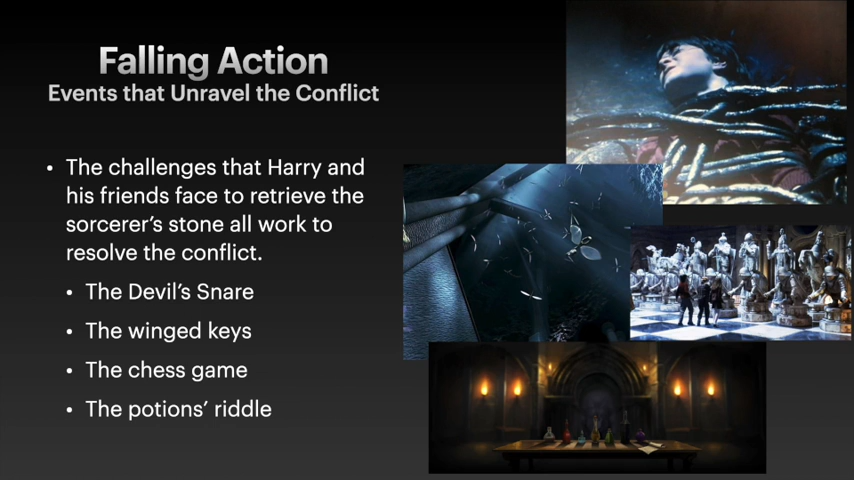 Falling Action
Events that Unravel the Conflict
• The challenges that Harry and
his friends face to retrieve the
sorcerer’s stone all work to
resolve the conflict.
• The Devil’s Snare
• The winged keys
• The chess game
• The potions’ riddle